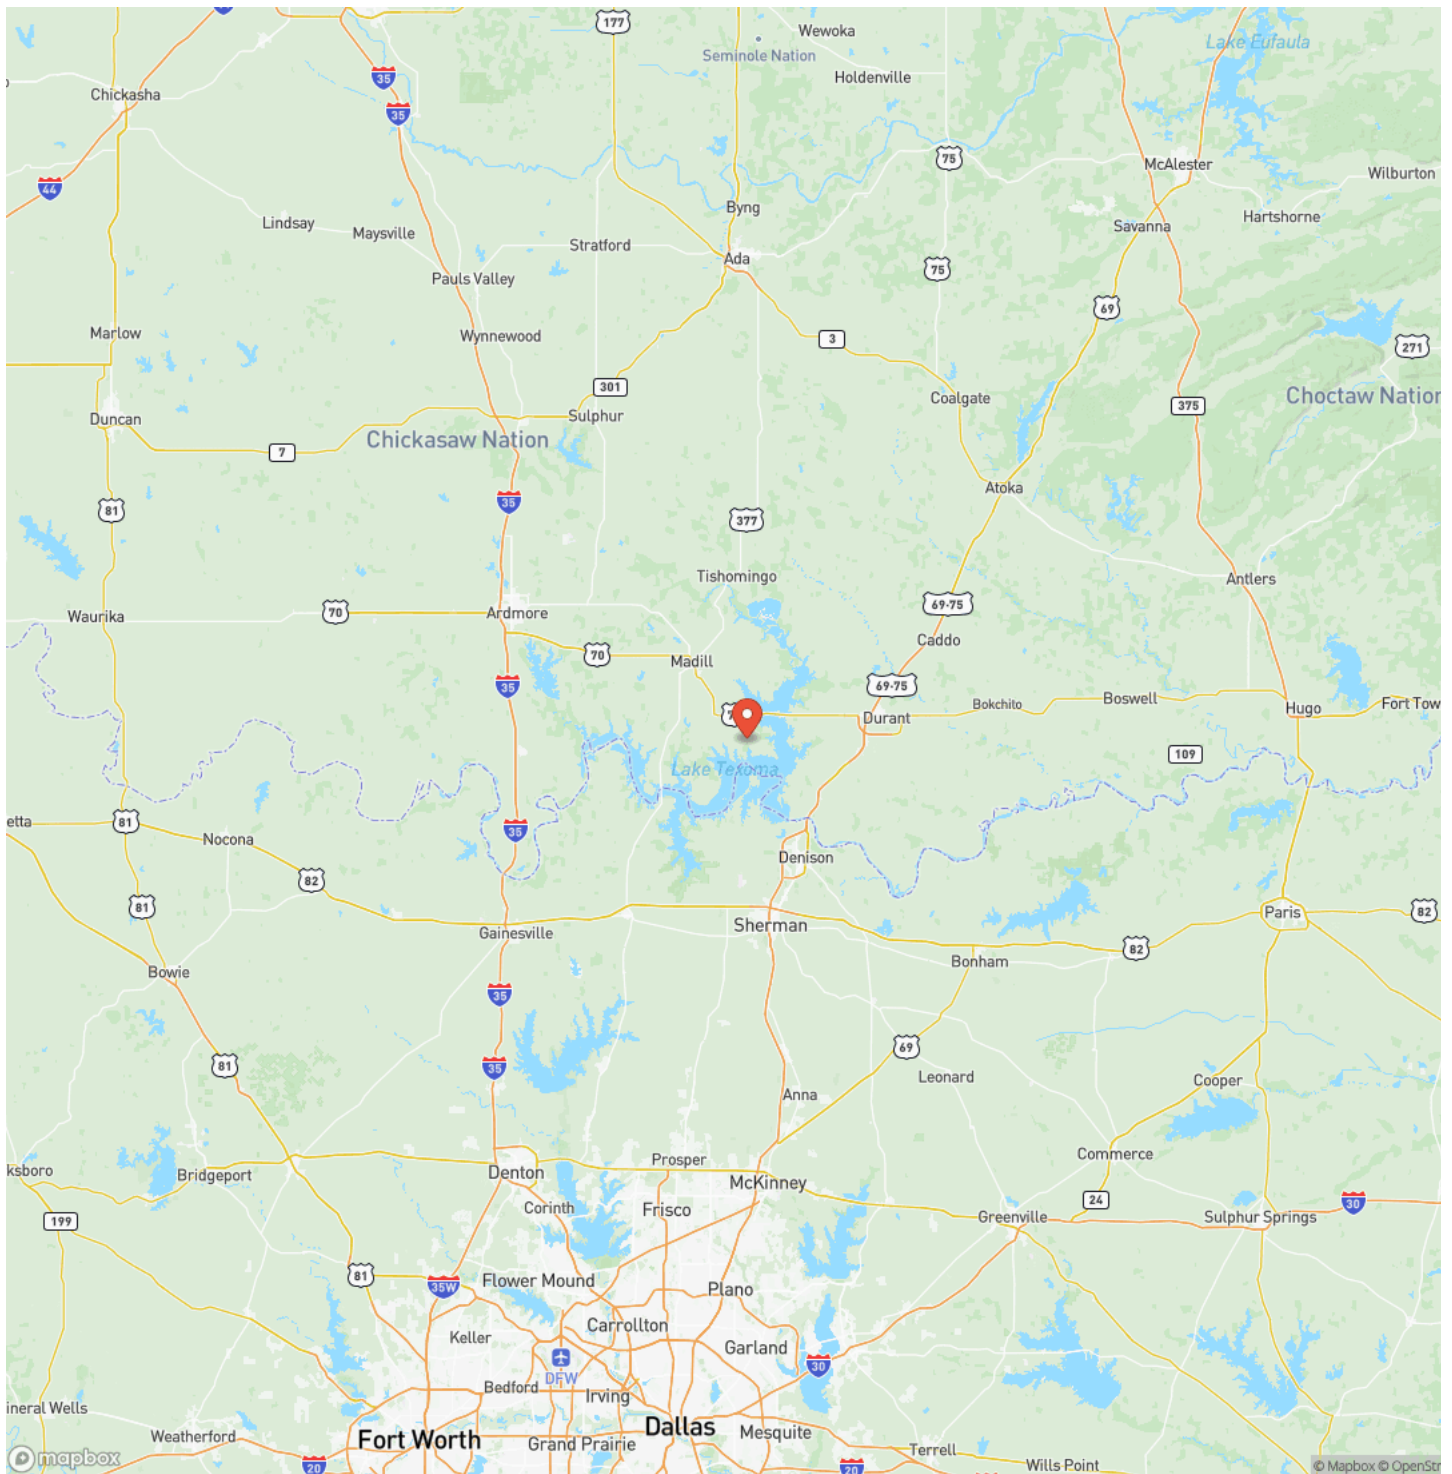 177
Wewoka
Lake Eufaula
Seminole Nation
Holdenville
35
Chickasha
35
75
McAlester
44
Wilburton
Byng
Hartshorne
Lindsay
Maysville
Stratford
Savanna
Ada
75
Pauls Valley
69
Marlow
Wynnewood
3
271
301
Coalgate
Choctaw Nation
375
Duncan
Sulphur
Chickasaw Nation
7
Atoka
35
81
377
Tishomingo
Antlers
70
69-75
Waurika
Ardmore
Caddo
70
Madill
35
69-75
Boswell
Bokchito
Fort Tow
Hugo
7
Durant
109
Lake Texoma
etta
81
35
Nocona
Denison
82
81
Paris
82
Sherman
Gainesville
82
Bonham
Bowie
35
69
81
35
Leonard
Cooper
Anna
Commerce
Prosper
ksboro
Bridgeport
Denton
McKinney
24
30
Corinth
Frisco
Greenville
Sulphur Springs
199
81
35W
Flower Mound
Plano
Carrollton
Keller
Garland
30
DFW
Bedford
Irving
ineral Wells
Dallas
Weatherford
Fort Worth
Grand Prairie
Mesquite
Terrell
mapbox
20
20
Wills Point
© Mapbox © OpenStr